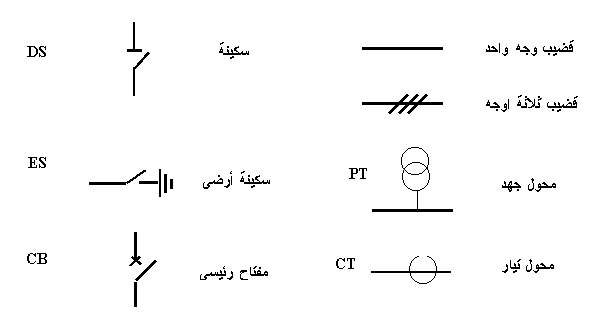 DS سكينة
قضيب وجه واحد
قضيب ثلاثة اوجه
ES سكينة أرضى
PT محول جهد
CB مفتاح رئيسى
CT محول تيار